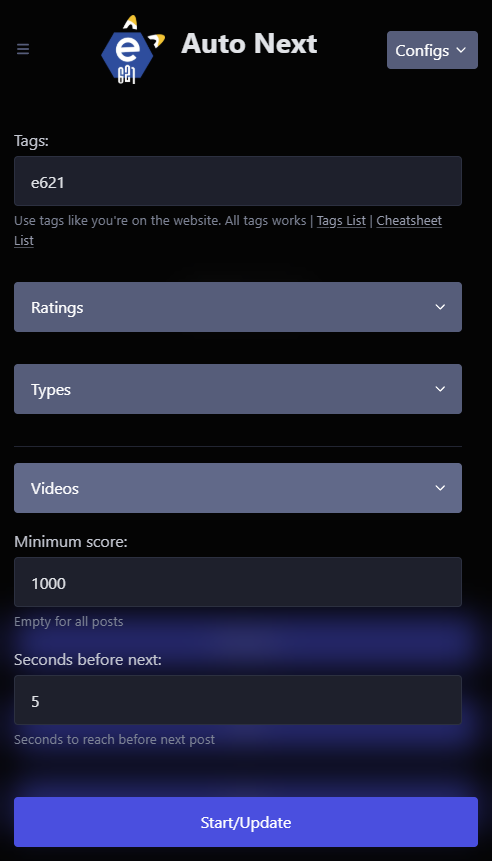 e
621
Auto Next
Configs
Tags:
e621
Use tags like you're on the website. All tags works | Tags List | Cheatsheet
List
Ratings
Types
Videos
Minimum score:
1000
Empty for all posts
Seconds before next:
5
Seconds to reach before next post
Start/Update